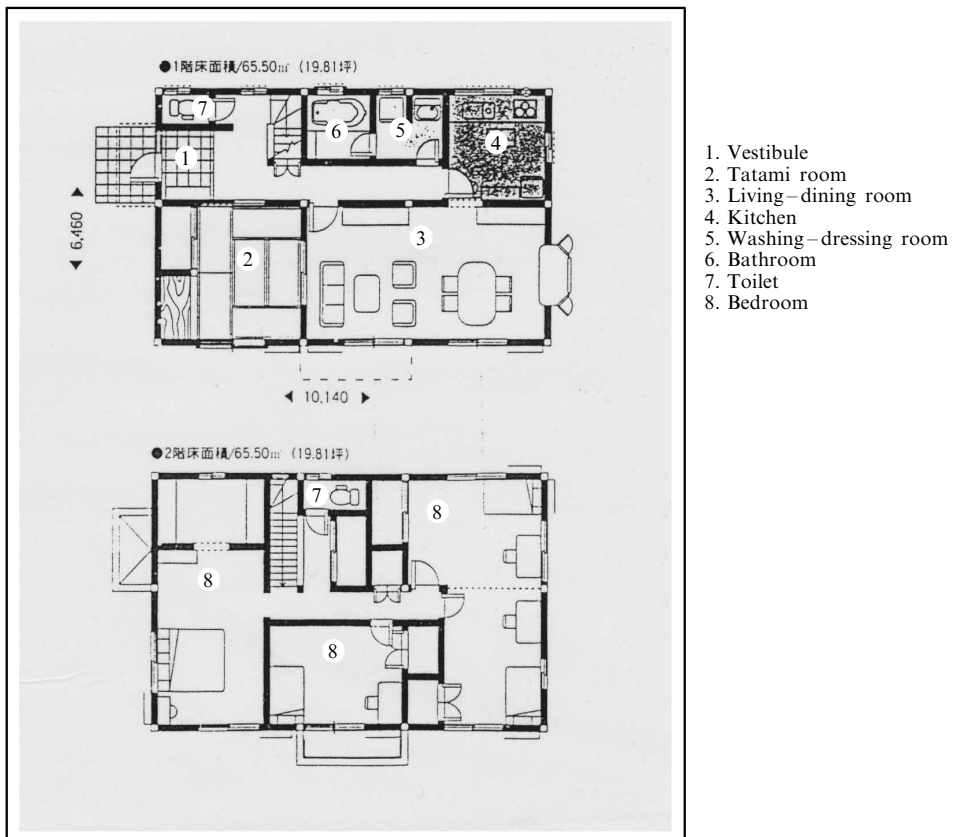 ●1階床面積/65.50㎡ (19.81坪)
7
6
5
4
1
3
2
6,460
10,140
●2階床面積/65.50㎡ (19.81坪)
7
8
8
8
1. Vestibule
2. Tatami room
3. Living–dining room
4. Kitchen
5. Washing–dressing room
6. Bathroom
7. Toilet
8. Bedroom